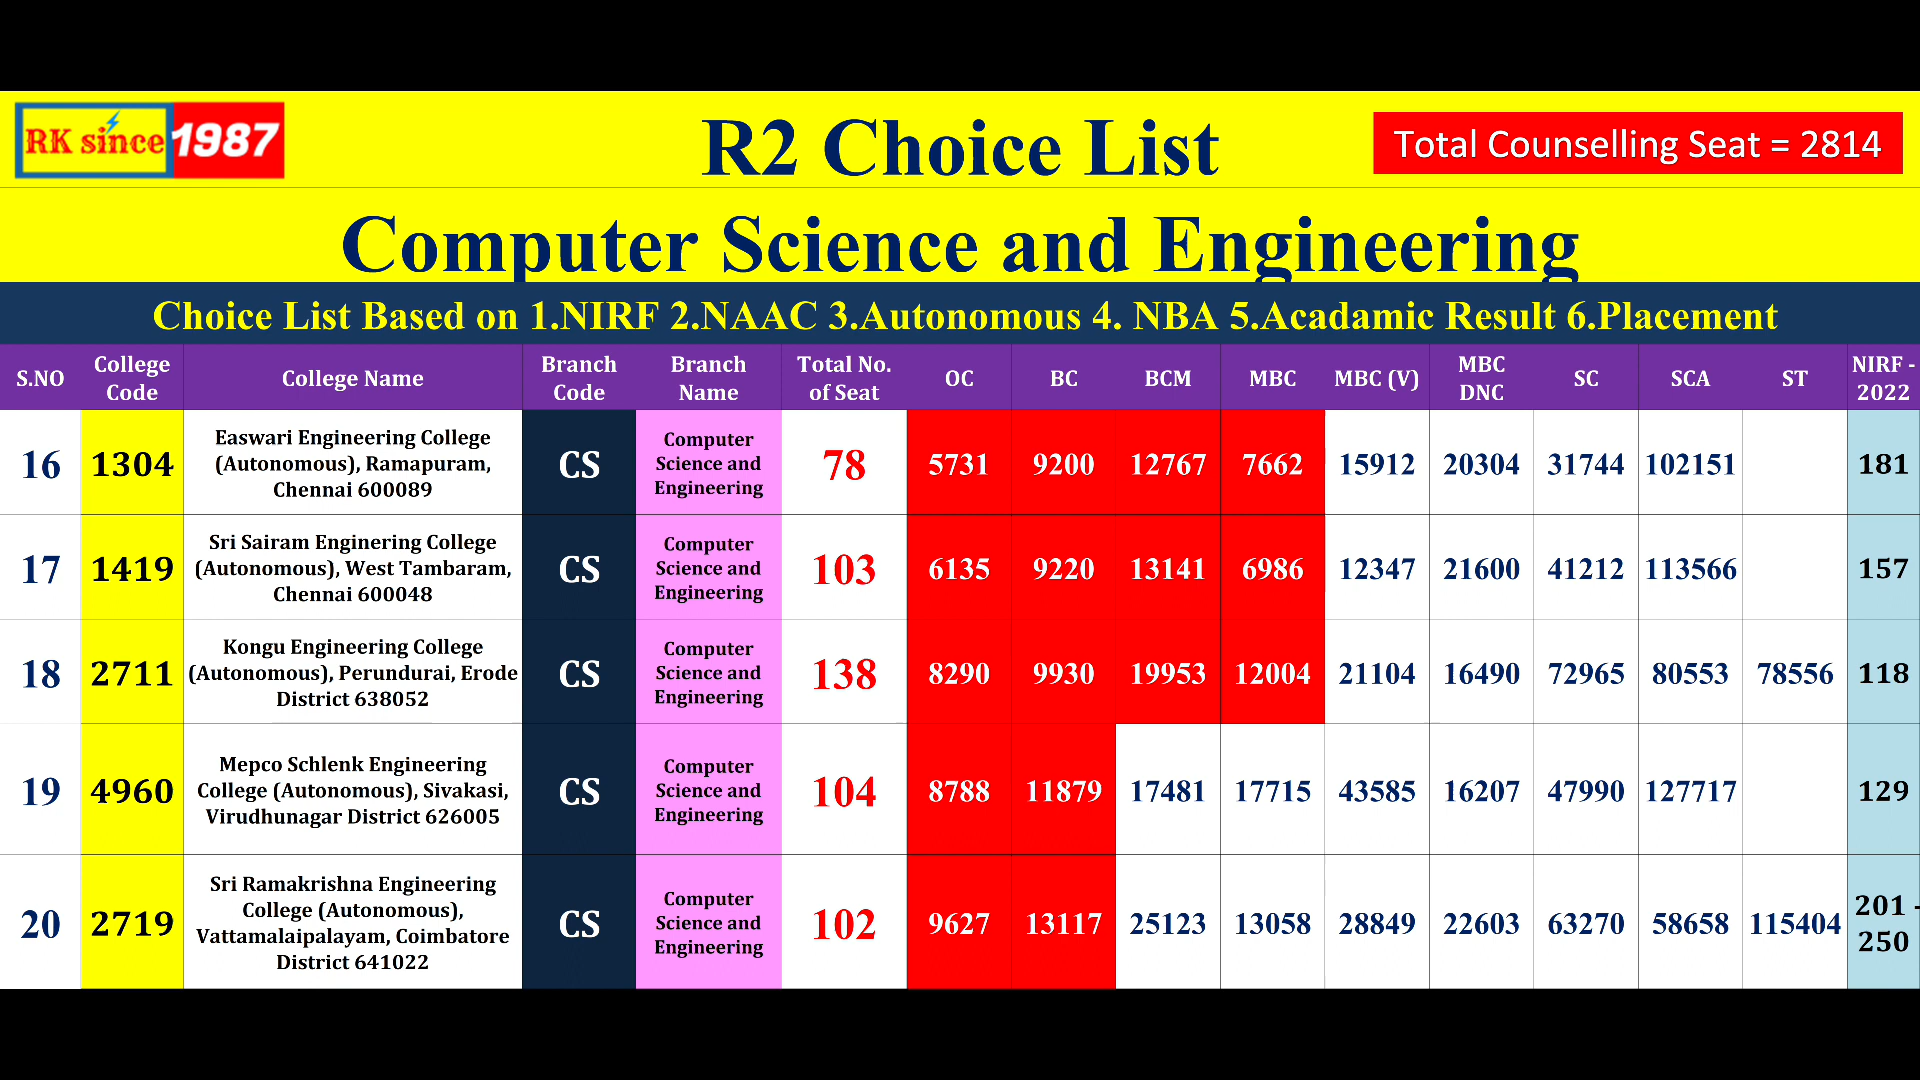 RK since 1987
R2 Choice List
Total Counselling Seat = 2814
Computer Science and Engineering
Choice List Based on 1.NIRF 2.NAAC 3.Autonomous 4. NBA 5.Acadamic Result 6.Placement
S.NO
College
Code
College Name
Branch
Code
Branch
Name
Total No.
of Seat
OC
BC
BCM
MBC
MBC (V)
MBC
DNC
SC
SCA
ST
NIRF -
2022
16
1304
Easwari Engineering College
(Autonomous), Ramapuram,
Chennai 600089
CS
Computer
Science and
Engineering
78
5731
9200
12767
7662
15912
20304
31744
102151
181
17
1419
Sri Sairam Enginering College
(Autonomous), West Tambaram,
Chennai 600048
CS
Computer
Science and
Engineering
103
6135
9220
13141
6986
12347
21600
41212
113566
157
18
2711
Kongu Engineering College
(Autonomous), Perundurai, Erode
District 638052
CS
Computer
Science and
Engineering
138
8290
9930
19953
12004
21104
16490
72965
80553
78556
118
19
4960
Mepco Schlenk Engineering
College (Autonomous), Sivakasi,
Virudhunagar District 626005
CS
Computer
Science and
Engineering
104
8788
11879
17481
17715
43585
16207
47990
127717
129
20
2719
Sri Ramakrishna Engineering
College (Autonomous),
Vattamalaipalayam, Coimbatore
District 641022
CS
Computer
Science and
Engineering
102
9627
13117
25123
13058
28849
22603
63270
58658
115404
201 -
250